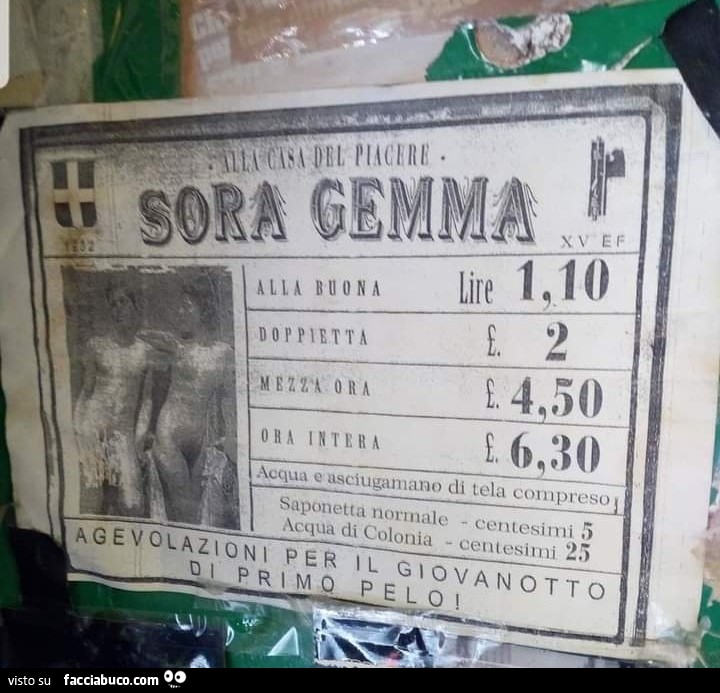 · ALLA CASA DEL PIACERE ·
SORA GEMMA
XV EF
ALLA BUONA Lire 1,10
DOPPIETTA £. 2
MEZZA ORA £. 4,50
ORA INTERA £. 6,30
Acqua e asciugamano di tela compreso
Saponetta normale - centesimi 5
Acqua di Colonia - centesimi 25
AGEVOLAZIONI PER IL GIOVANOTTO
DI PRIMO PELO!
visto su facciabuco.com